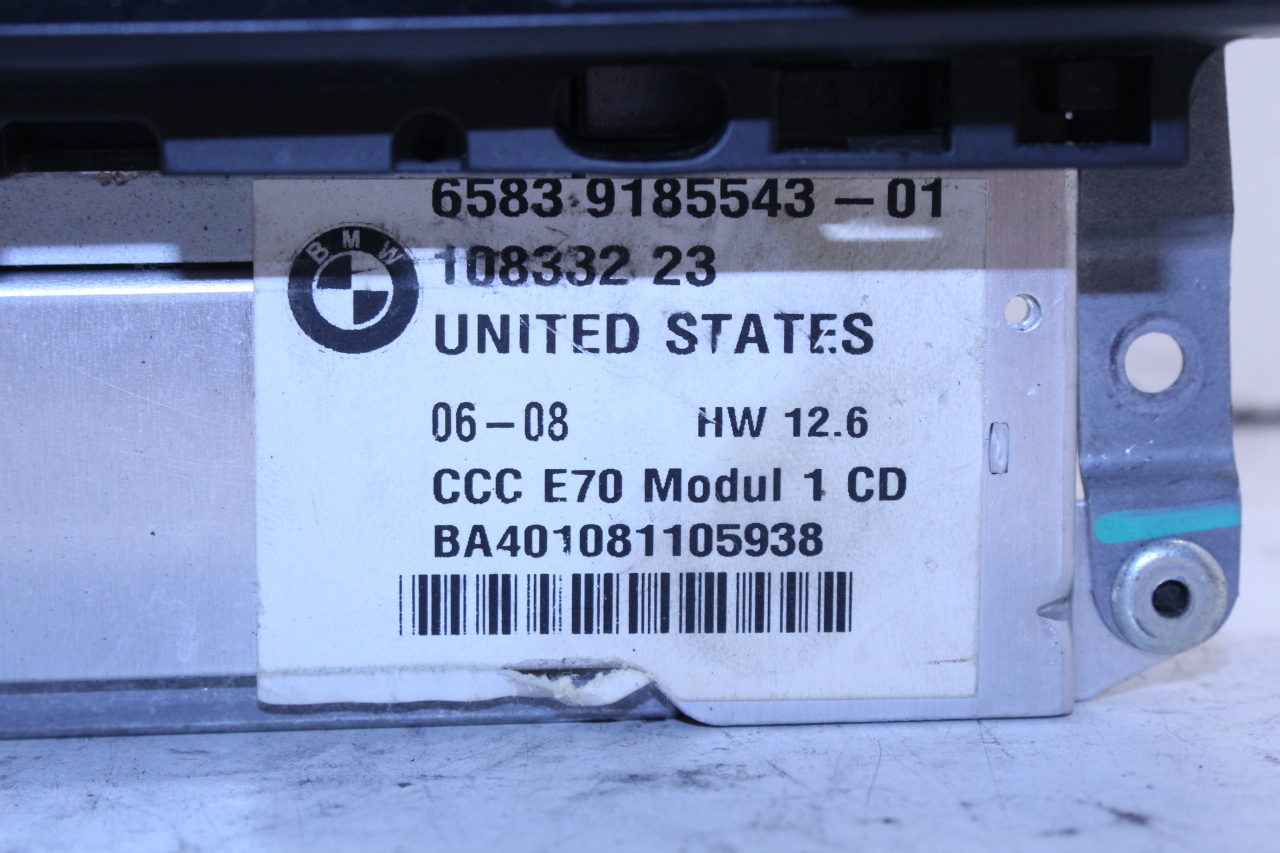 6583 9185543 – 01
108332 23
BMW
UNITED STATES
06 – 08 HW 12.6
CCC E70 Modul 1 CD
BA401081105938